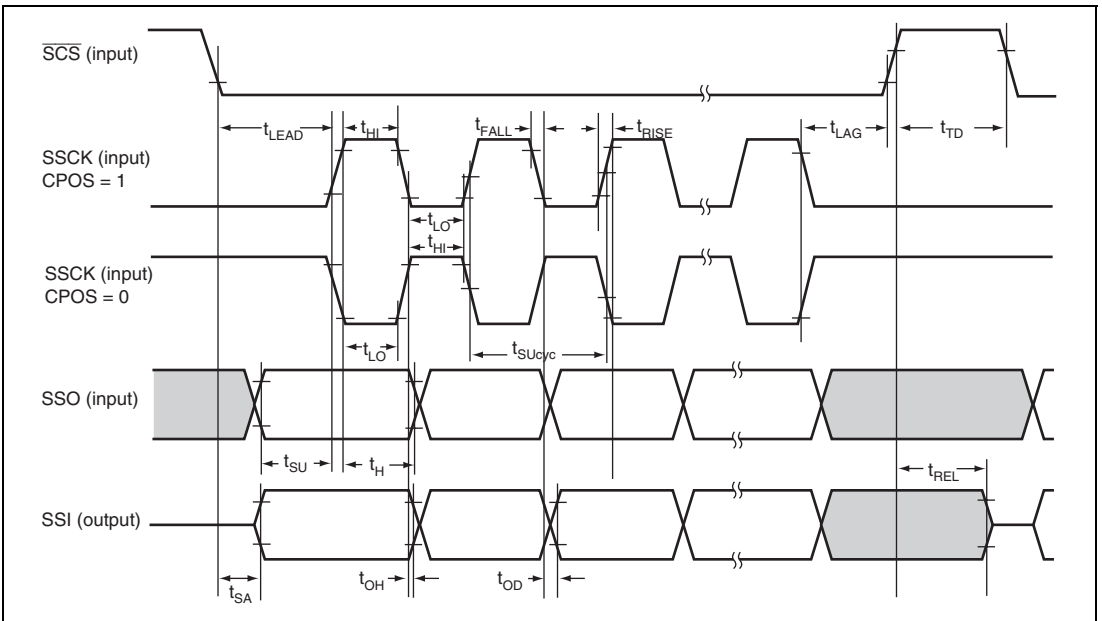 SCS (input)
tLEAD
tHI
tFALL
tRISE
tLAG
tTD
SSCK (input)
CPOS = 1
tLO
tHI
SSCK (input)
CPOS = 0
tLO
tSUcyc
SSO (input)
tSU
tH
tREL
SSI (output)
tSA
tOH
tOD